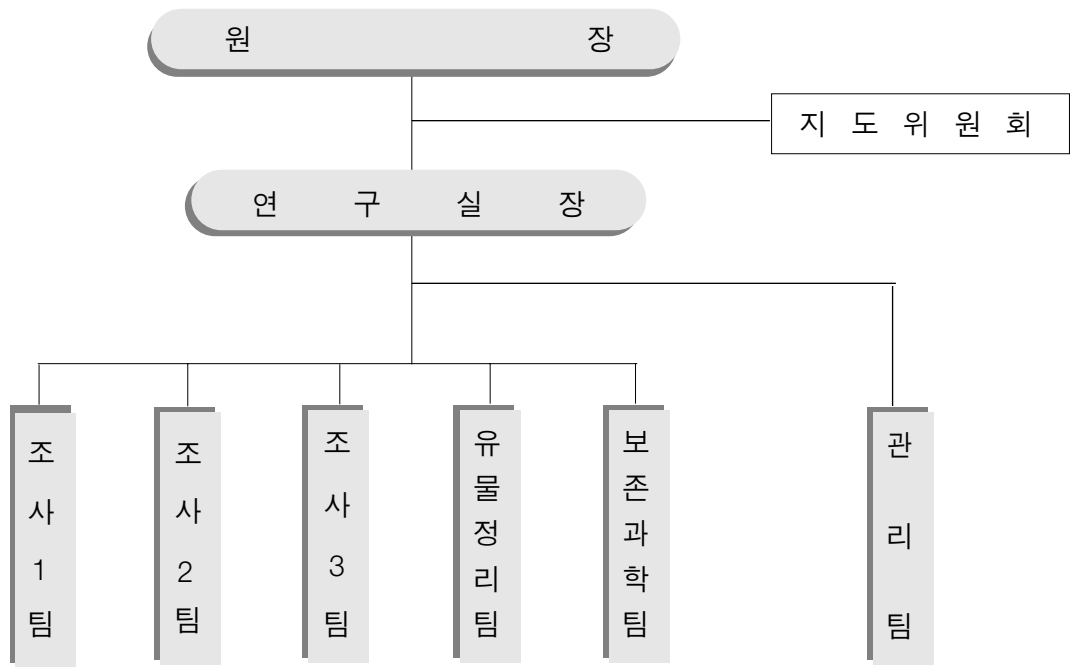 원 장
지 도 위 원 회
연 구 실 장
조사1팀
조사2팀
조사3팀
유물정리팀
보존과학팀
관리팀